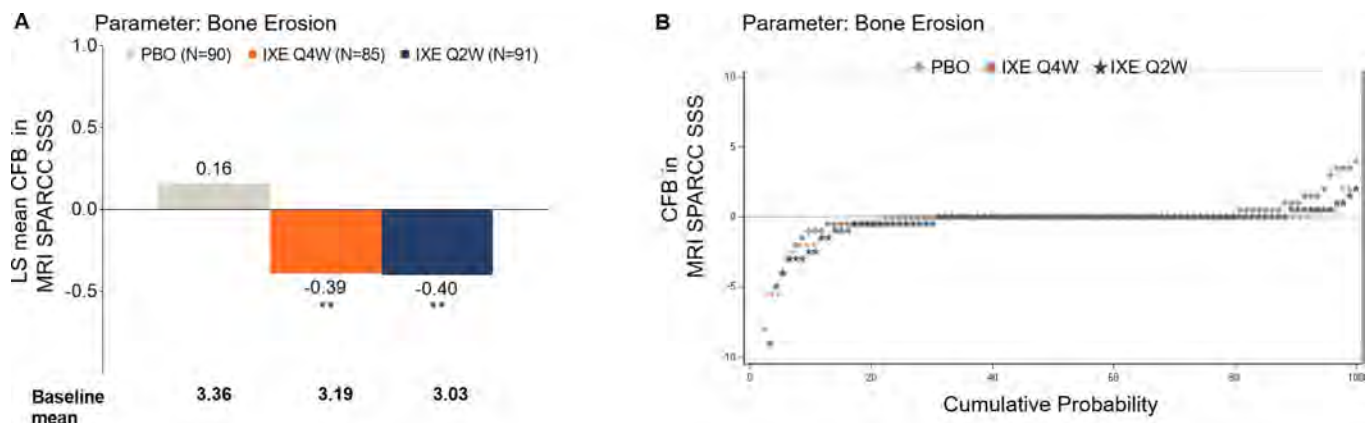 A Parameter: Bone Erosion
PBO (N=90) IXE Q4W (N=85) IXE Q2W (N=91)
LS mean CFB in
MRI SPARCC SSS
1.0
0.5
0.0
-0.5
0.16
-0.39
**
-0.40
**
Baseline
mean
3.36 3.19 3.03
B Parameter: Bone Erosion
PBO IXE Q4W IXE Q2W
CFB in
MRI SPARCC SSS
10
5
0
-5
-10
0 20 40 60 80 100
Cumulative Probability